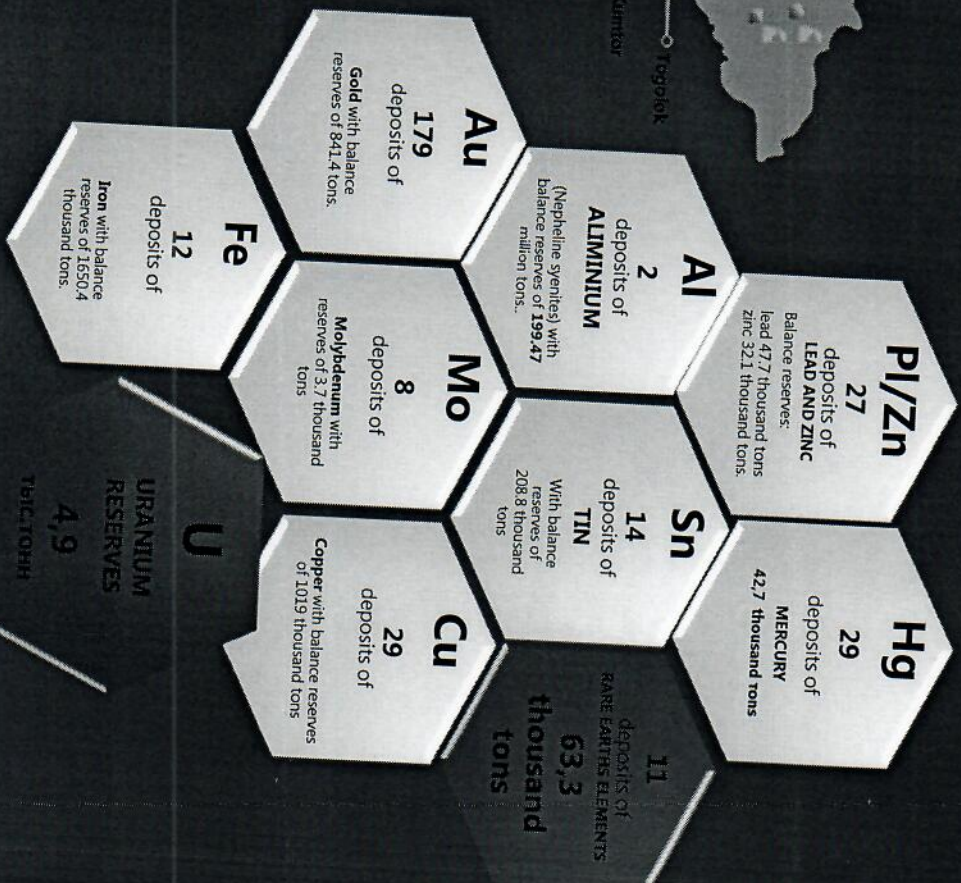 Pl/Zn
27
deposits of
LEAD AND ZINC
Balance reserves:
lead 47.7 thousand tons
zinc 32.1 thousand tons.
Hg
29
deposits of
MERCURY
42,7 thousand tons
Togolok
Al
2
deposits of
ALIMINIUM
(Nepheline syenites) with
balance reserves of 199.47
million tons..
Sn
14
deposits of
TIN
With balance
reserves of
208.8 thousand
tons
11
deposits of
RARE EARTHS ELEMENTS
63,3
thousand
tons
Au
179
deposits of
Gold with balance
reserves of 841.4 tons.
Mo
8
deposits of
Molybdenum with
reserves of 3.7 thousand
tons
Cu
29
deposits of
Copper with balance reserves
of 1019 thousand tons
Fe
12
deposits of
Iron with balance
reserves of 1650.4
thousand tons.
U
URANIUM
RESERVES
4,9
ТЫС.ТОНН